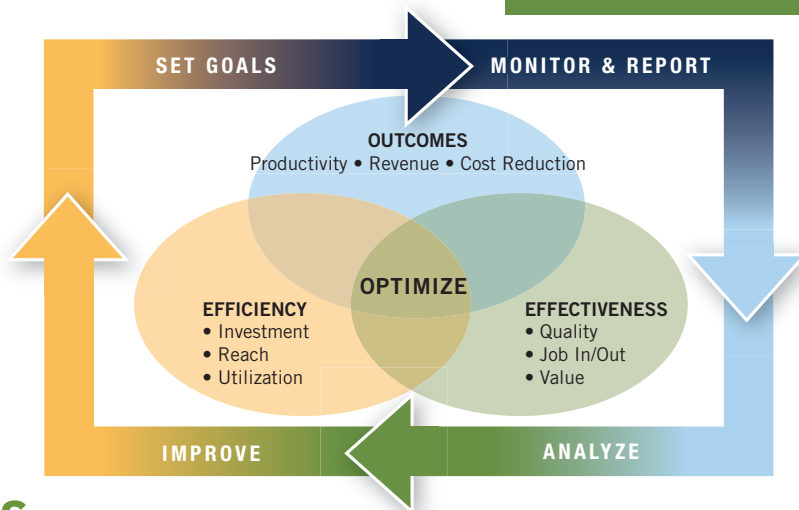 SET GOALS
MONITOR & REPORT
OUTCOMES
Productivity • Revenue • Cost Reduction
OPTIMIZE
EFFICIENCY
• Investment
• Reach
• Utilization
EFFECTIVENESS
• Quality
• Job In/Out
• Value
IMPROVE
ANALYZE